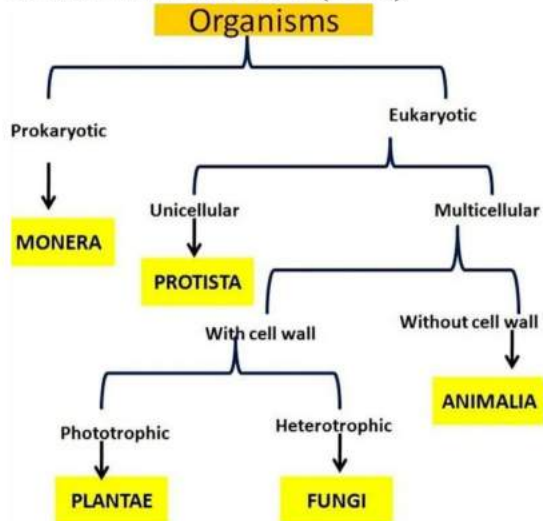 Organisms
Prokaryotic
Eukaryotic
MONERA
Unicellular
Multicellular
PROTISTA
With cell wall
Without cell wall
ANIMALIA
Phototrophic
Heterotrophic
PLANTAE
FUNGI